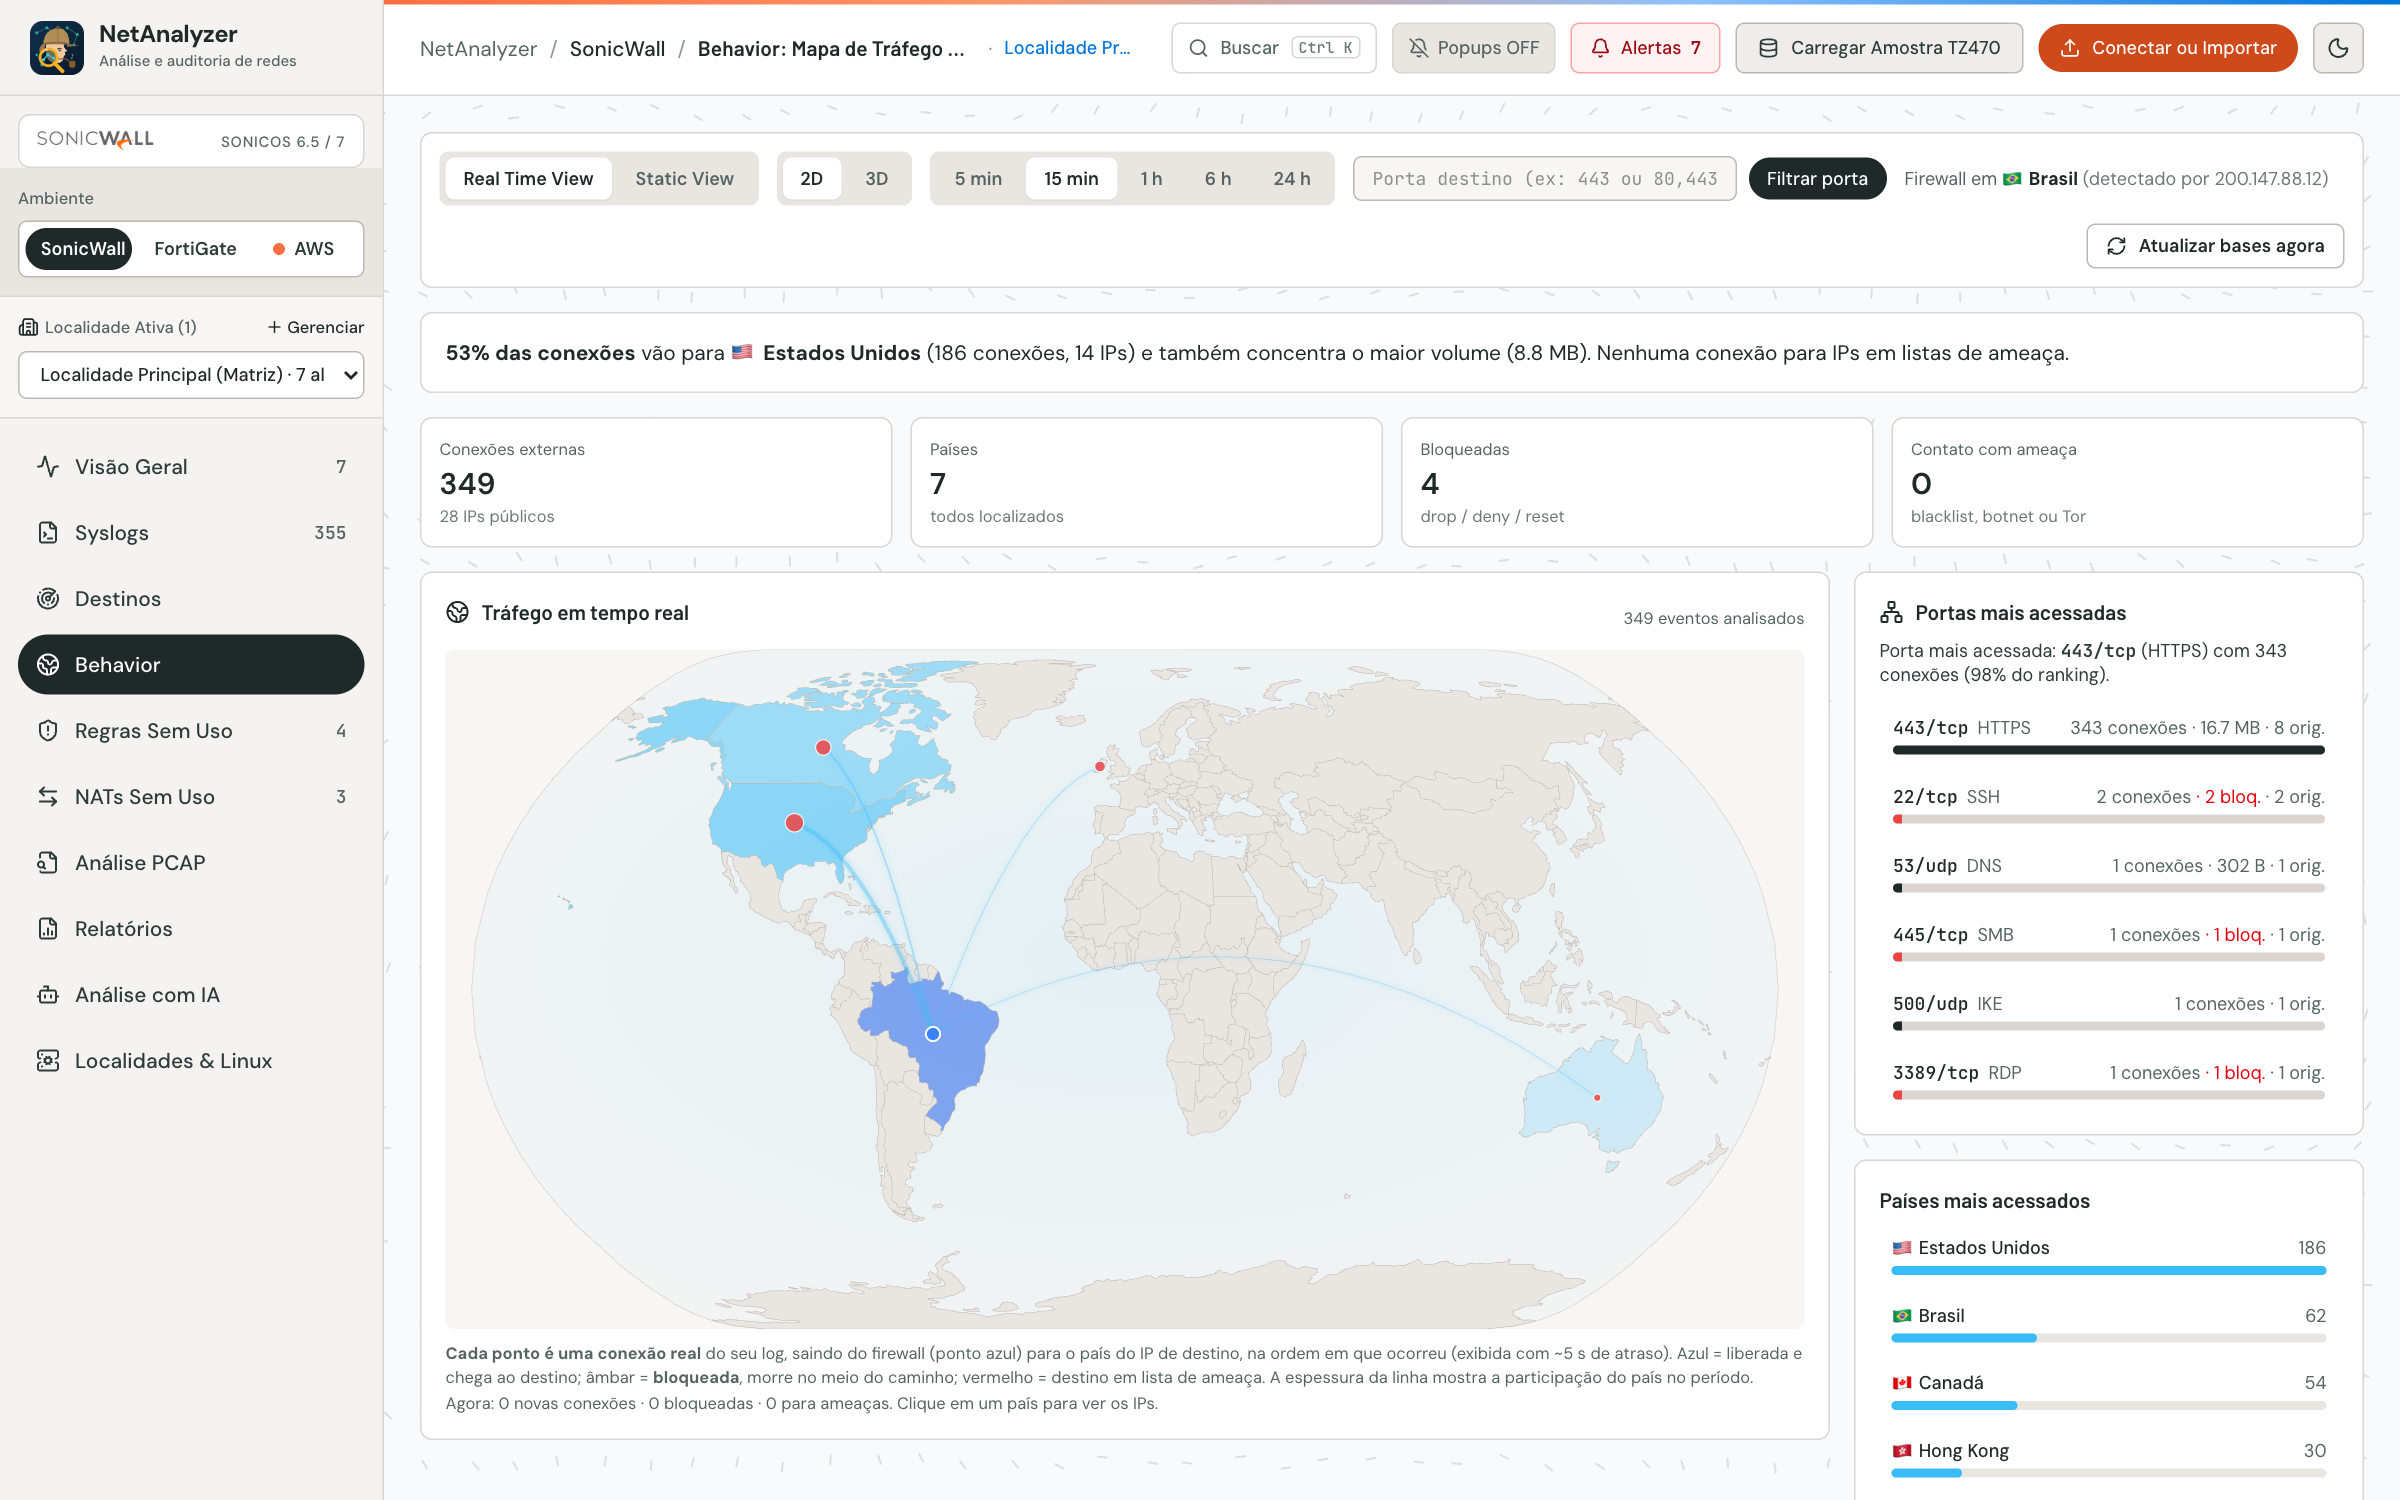 NetAnalyzer
Análise e auditoria de redes
SONICWALL
SONICOS 6.5 / 7
Ambiente
SonicWall
FortiGate
AWS
Localidade Ativa (1)
+ Gerenciar
Localidade Principal (Matriz) · 7 al
Visão Geral 7
Syslogs 355
Destinos
Behavior
Regras Sem Uso 4
NATs Sem Uso 3
Análise PCAP
Relatórios
Análise com IA
Localidades & Linux
NetAnalyzer / SonicWall / Behavior: Mapa de Tráfego ... · Localidade Pr...
Buscar Ctrl K
Popups OFF
Alertas 7
Carregar Amostra TZ470
Conectar ou Importar
Real Time View
Static View
2D
3D
5 min
15 min
1 h
6 h
24 h
Porta destino (ex: 443 ou 80,443
Filtrar porta
Firewall em Brasil (detectado por 200.147.88.12)
Atualizar bases agora
53% das conexões vão para Estados Unidos (186 conexões, 14 IPs) e também concentra o maior volume (8.8 MB). Nenhuma conexão para IPs em listas de ameaça.
Conexões externas
349
28 IPs públicos
Países
7
todos localizados
Bloqueadas
4
drop / deny / reset
Contato com ameaça
0
blacklist, botnet ou Tor
Tráfego em tempo real
349 eventos analisados
Cada ponto é uma conexão real do seu log, saindo do firewall (ponto azul) para o país do IP de destino, na ordem em que ocorreu (exibida com ~5 s de atraso). Azul = liberada e
chega ao destino; âmbar = bloqueada, morre no meio do caminho; vermelho = destino em lista de ameaça. A espessura da linha mostra a participação do país no período.
Agora: 0 novas conexões · 0 bloqueadas · 0 para ameaças. Clique em um país para ver os IPs.
Portas mais acessadas
Porta mais acessada: 443/tcp (HTTPS) com 343
conexões (98% do ranking).
443/tcp HTTPS 343 conexões · 16.7 MB · 8 orig.
22/tcp SSH 2 conexões · 2 bloq. · 2 orig.
53/udp DNS 1 conexões · 302 B · 1 orig.
445/tcp SMB 1 conexões · 1 bloq. · 1 orig.
500/udp IKE 1 conexões · 1 orig.
3389/tcp RDP 1 conexões · 1 bloq. · 1 orig.
Países mais acessados
Estados Unidos 186
Brasil 62
Canadá 54
Hong Kong 30